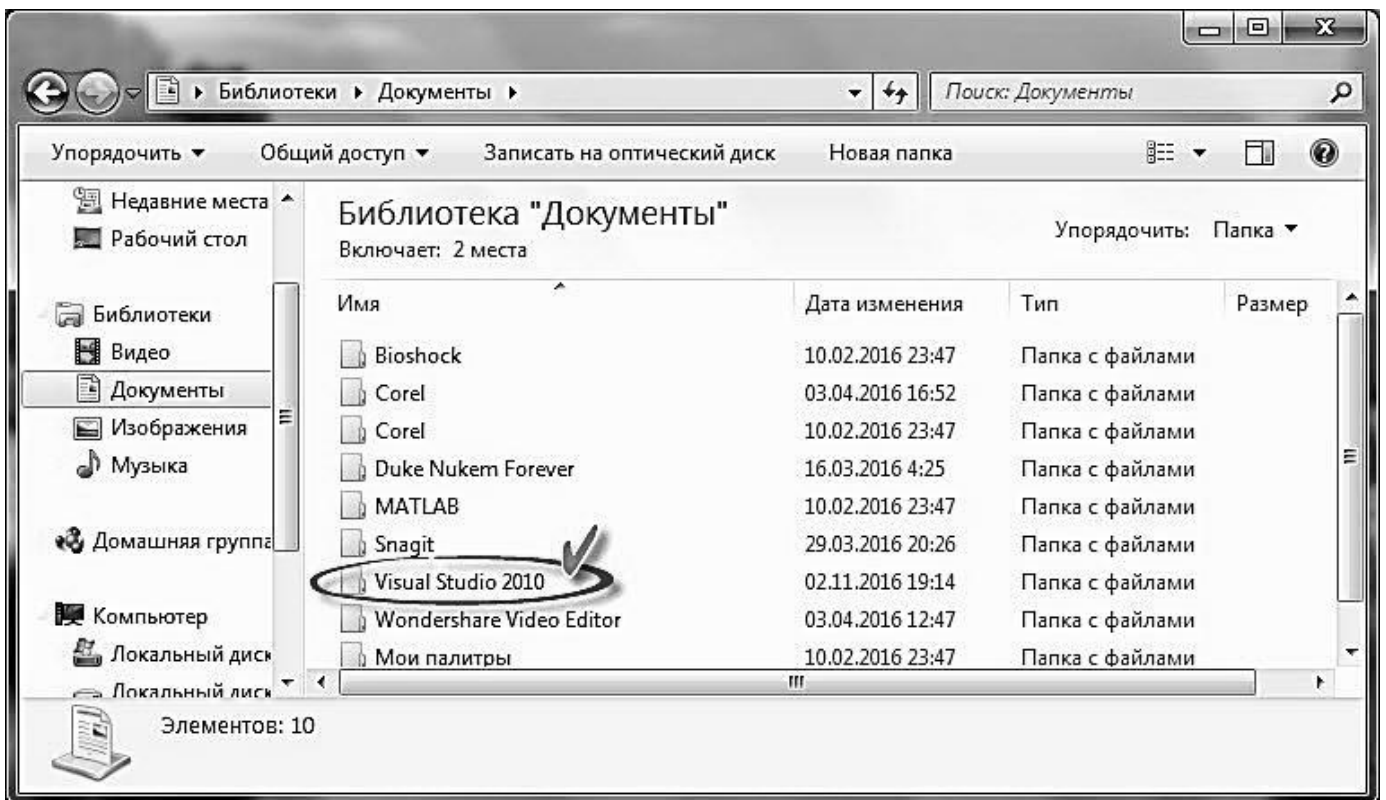 Библиотеки ▸ Документы ▸
Поиск: Документы
Упорядочить ▾ Общий доступ ▾ Записать на оптический диск Новая папка
Недавние места
Рабочий стол
Библиотеки
Видео
Документы
Изображения
Музыка
Домашняя группа
Компьютер
Локальный диск
Локальный диск
Библиотека "Документы"
Включает: 2 места
Упорядочить: Папка ▾
Имя Дата изменения Тип Размер
Bioshock 10.02.2016 23:47 Папка с файлами
Corel 03.04.2016 16:52 Папка с файлами
Corel 10.02.2016 23:47 Папка с файлами
Duke Nukem Forever 16.03.2016 4:25 Папка с файлами
MATLAB 10.02.2016 23:47 Папка с файлами
Snagit 29.03.2016 20:26 Папка с файлами
Visual Studio 2010 02.11.2016 19:14 Папка с файлами
Wondershare Video Editor 03.04.2016 12:47 Папка с файлами
Мои палитры 10.02.2016 23:47 Папка с файлами
Элементов: 10